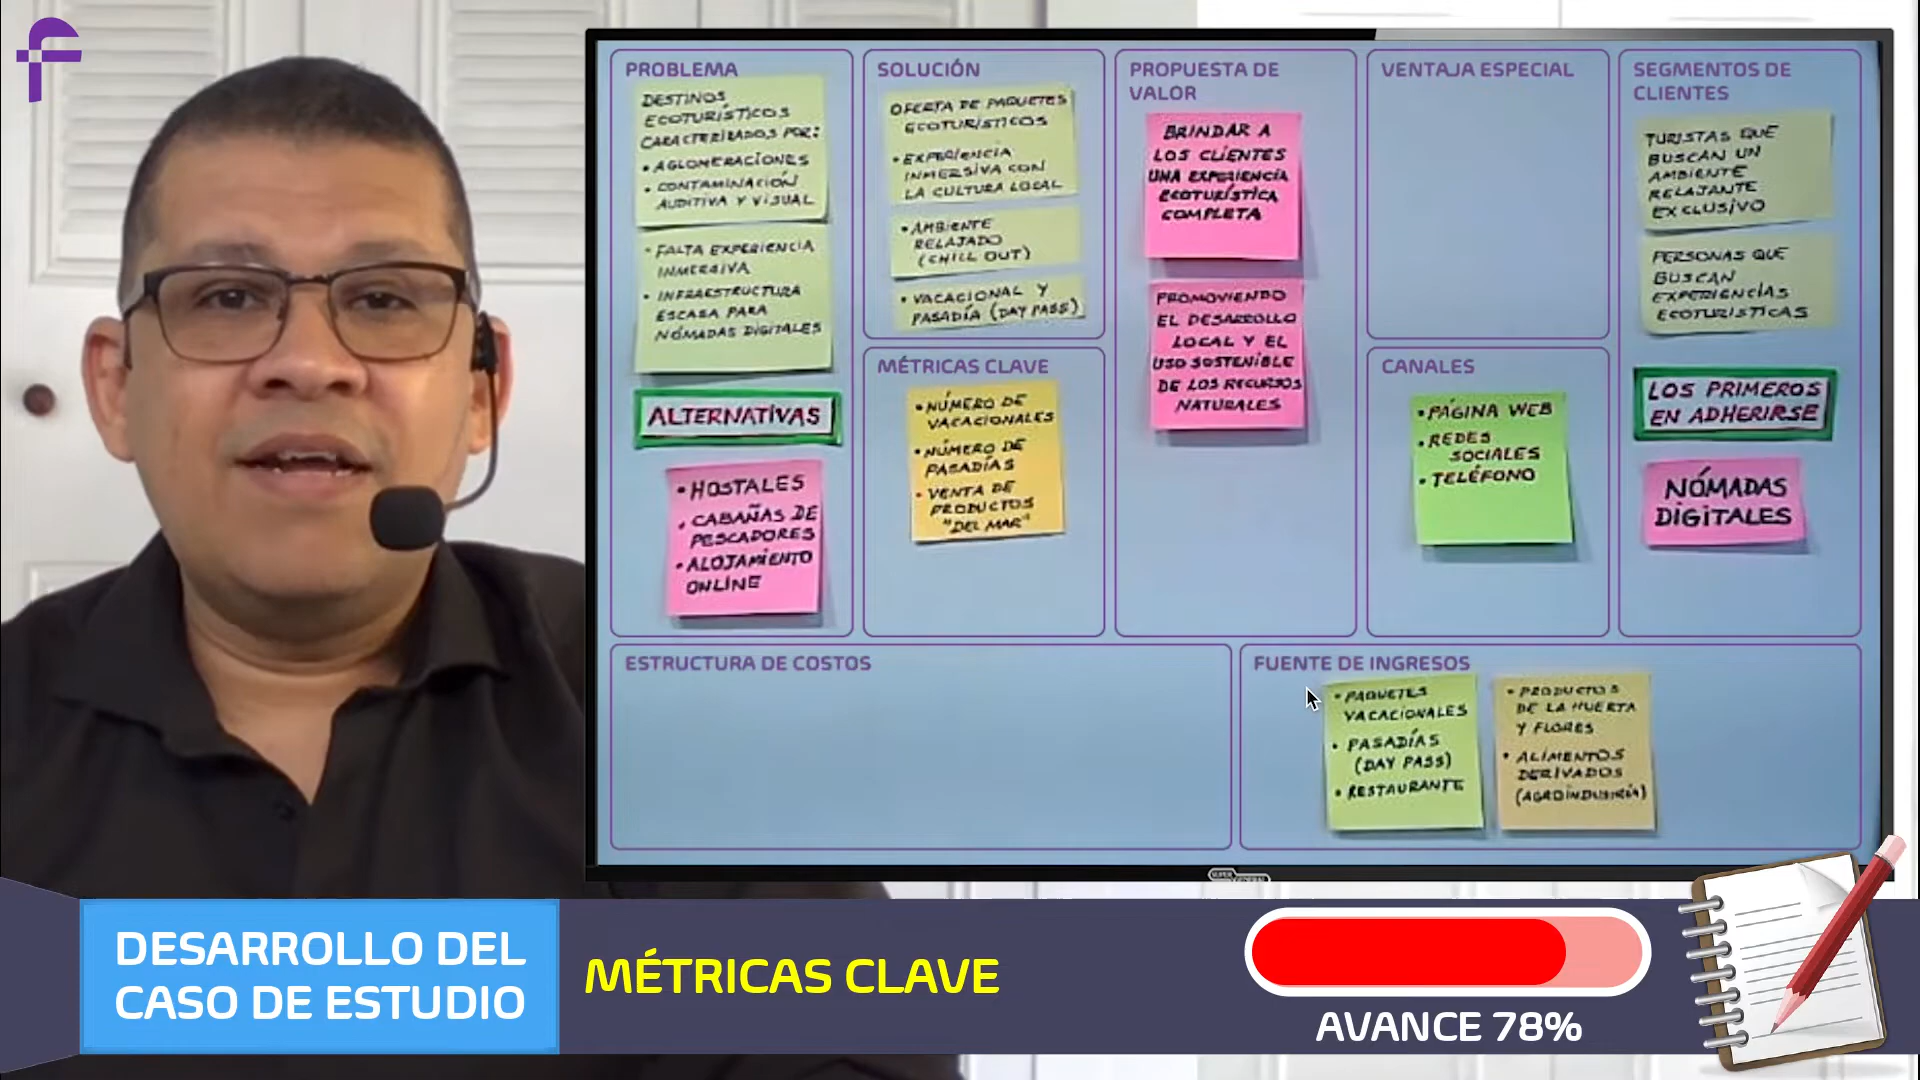 PROBLEMA
DESTINOS
ECOTURÍSTICOS
CARACTERIZADOS POR:
• AGLOMERACIONES
• CONTAMINACIÓN
AUDITIVA Y VISUAL
• FALTA EXPERIENCIA
INMERSIVA
• INFRAESTRUCTURA
ESCASA PARA
NÓMADAS DIGITALES
ALTERNATIVAS
• HOSTALES
• CABAÑAS DE
PESCADORES
• ALOJAMIENTO
ONLINE
SOLUCIÓN
OFERTA DE PAQUETES
ECOTURÍSTICOS
• EXPERIENCIA
INMERSIVA CON
LA CULTURA LOCAL
• AMBIENTE
RELAJADO
(CHILL OUT)
• VACACIONAL Y
PASADÍA (DAY PASS)
MÉTRICAS CLAVE
• NÚMERO DE
VACACIONALES
• NÚMERO DE
PASADÍAS
• VENTA DE
PRODUCTOS
"DEL MAR"
PROPUESTA DE
VALOR
BRINDAR A
LOS CLIENTES
UNA EXPERIENCIA
ECOTURÍSTICA
COMPLETA
PROMOVIENDO
EL DESARROLLO
LOCAL Y EL
USO SOSTENIBLE
DE LOS RECURSOS
NATURALES
VENTAJA ESPECIAL
CANALES
• PÁGINA WEB
• REDES
SOCIALES
• TELÉFONO
SEGMENTOS DE
CLIENTES
TURISTAS QUE
BUSCAN UN
AMBIENTE
RELAJANTE
EXCLUSIVO
PERSONAS QUE
BUSCAN
EXPERIENCIAS
ECOTURISTICAS
LOS PRIMEROS
EN ADHERIRSE
NÓMADAS
DIGITALES
ESTRUCTURA DE COSTOS
FUENTE DE INGRESOS
• PAQUETES
VACACIONALES
• PASADÍAS
(DAY PASS)
• RESTAURANTE
• PRODUCTOS
DE LA HUERTA
Y FLORES
• ALIMENTOS
DERIVADOS
(AGROINDUSTRIA)
DESARROLLO DEL
CASO DE ESTUDIO
MÉTRICAS CLAVE
AVANCE 78%